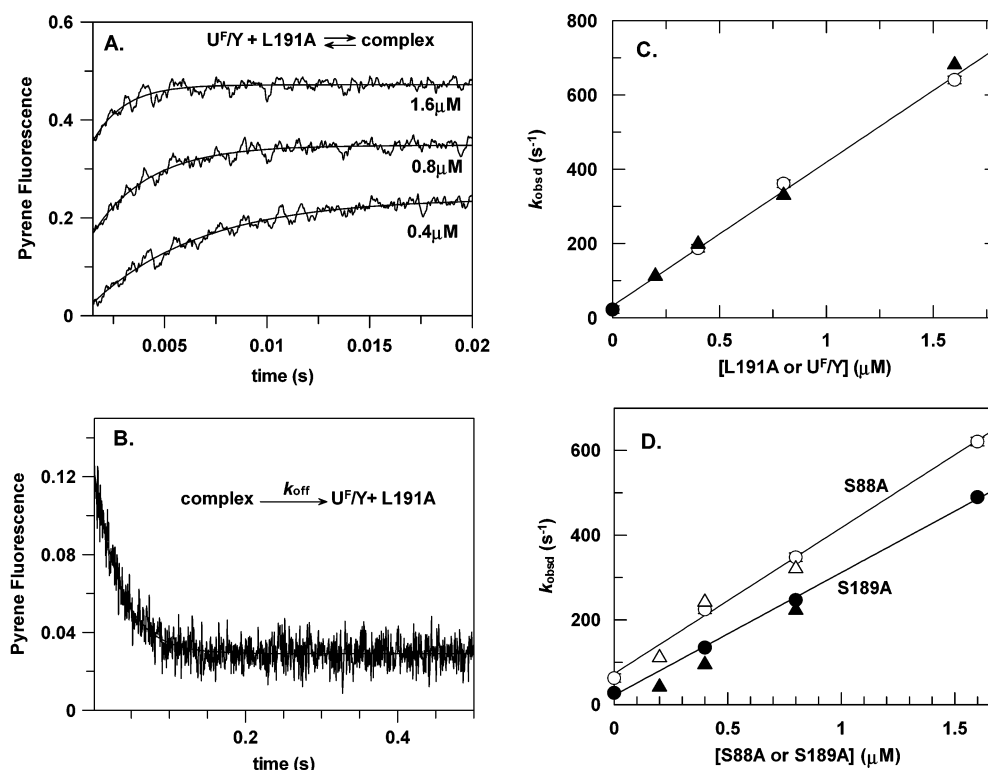 A.
U^F/Y + L191A ⇌ complex
0.6
0.4
0.2
0
Pyrene Fluorescence
1.6μM
0.8μM
0.4μM
0.005
0.01
0.015
0.02
time (s)
B.
complex k_off → U^F/Y+ L191A
0.12
0.08
0.04
0
Pyrene Fluorescence
0.2
0.4
time (s)
C.
800
600
400
200
0
k_obsd (s⁻¹)
0
0.5
1
1.5
[L191A or U^F/Y] (μM)
D.
600
400
200
0
k_obsd (s⁻¹)
S88A
S189A
0
0.5
1
1.5
[S88A or S189A] (μM)